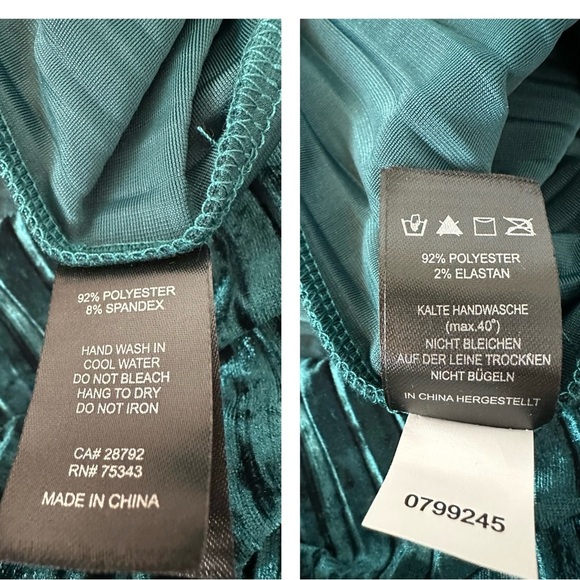 92% POLYESTER
8% SPANDEX
HAND WASH IN
COOL WATER
DO NOT BLEACH
HANG TO DRY
DO NOT IRON
CA# 28792
RN# 75343
MADE IN CHINA
92% POLYESTER
2% ELASTAN
KALTE HANDWASCHE
(max.40°)
NICHT BLEICHEN
AUF DER LEINE TROCKNEN
NICHT BÜGELN
IN CHINA HERGESTELLT
0799245